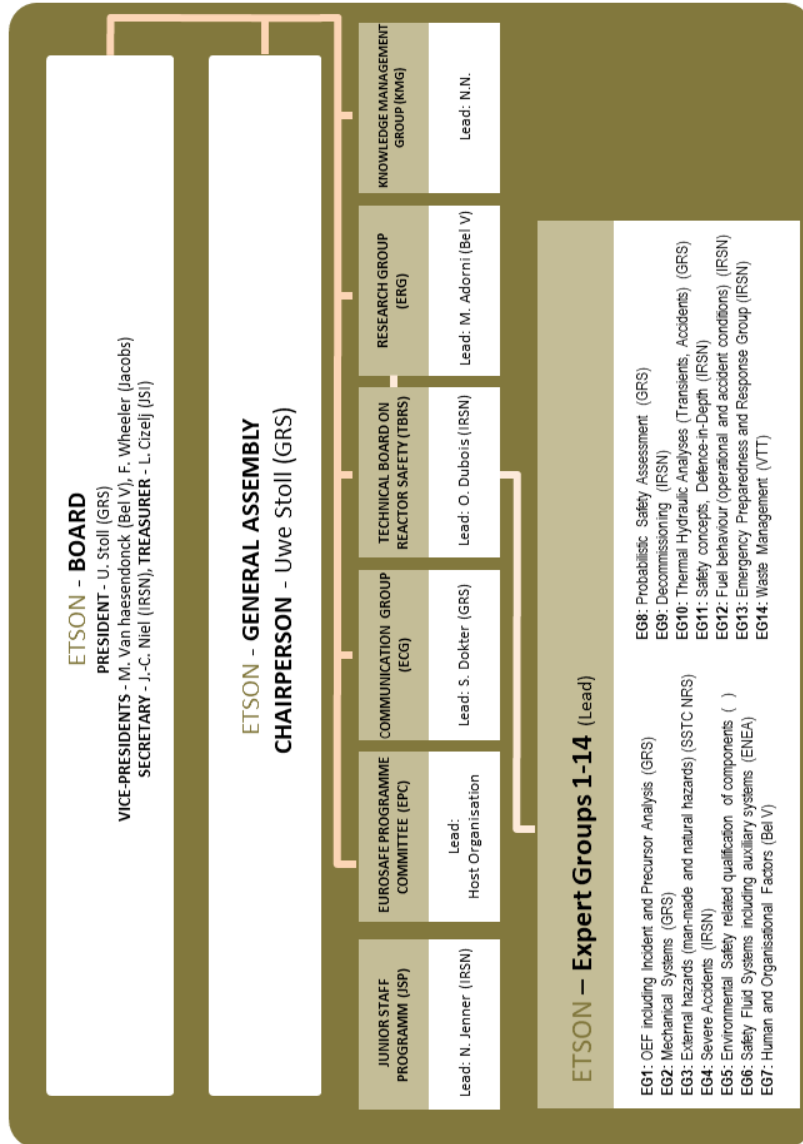 ETSON - BOARD
PRESIDENT - U. Stoll (GRS)
VICE-PRESIDENTS - M. Van haesendonck (Bel V), F. Wheeler (Jacobs)
SECRETARY - J.-C. Niel (IRSN), TREASURER - L. Cizelj (JSI)
ETSON - GENERAL ASSEMBLY
CHAIRPERSON - Uwe Stoll (GRS)
JUNIOR STAFF
PROGRAMM (JSP)
Lead: N. Jenner (IRSN)
EUROSAFE PROGRAMME
COMMITTEE (EPC)
Lead:
Host Organisation
COMMUNICATION GROUP
(ECG)
Lead: S. Dokter (GRS)
TECHNICAL BOARD ON
REACTOR SAFETY (TBRS)
Lead: O. Dubois (IRSN)
RESEARCH GROUP
(ERG)
Lead: M. Adorni (Bel V)
KNOWLEDGE MANAGEMENT
GROUP (KMG)
Lead: N.N.
ETSON – Expert Groups 1-14 (Lead)
EG1: OEF including Incident and Precursor Analysis (GRS)
EG2: Mechanical Systems (GRS)
EG3: External hazards (man-made and natural hazards) (SSTC NRS)
EG4: Severe Accidents (IRSN)
EG5: Environmental Safety related qualification of components ( )
EG6: Safety Fluid Systems including auxiliary systems (ENEA)
EG7: Human and Organisational Factors (Bel V)
EG8: Probabilistic Safety Assessment (GRS)
EG9: Decommissioning (IRSN)
EG10: Thermal Hydraulic Analyses (Transients, Accidents) (GRS)
EG11: Safety concepts, Defence-in-Depth (IRSN)
EG12: Fuel behaviour (operational and accident conditions) (IRSN)
EG13: Emergency Preparedness and Response Group (IRSN)
EG14: Waste Management (VTT)